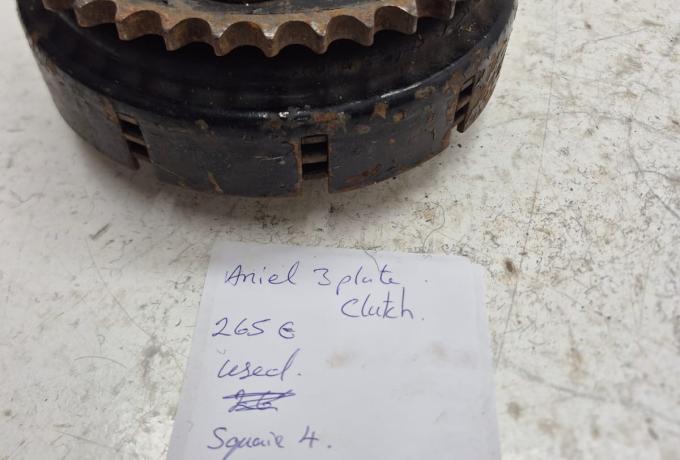 Ariel 3 plate
Clutch.
265 €
used.
Square 4.